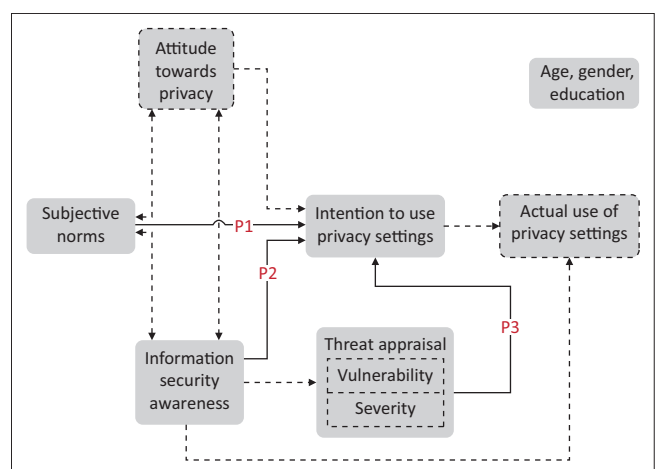 Attitude
towards
privacy
Age, gender,
education
Subjective
norms
P1
Intention to use
privacy settings
Actual use of
privacy settings
P2
P3
Information
security
awareness
Threat appraisal
Vulnerability
Severity